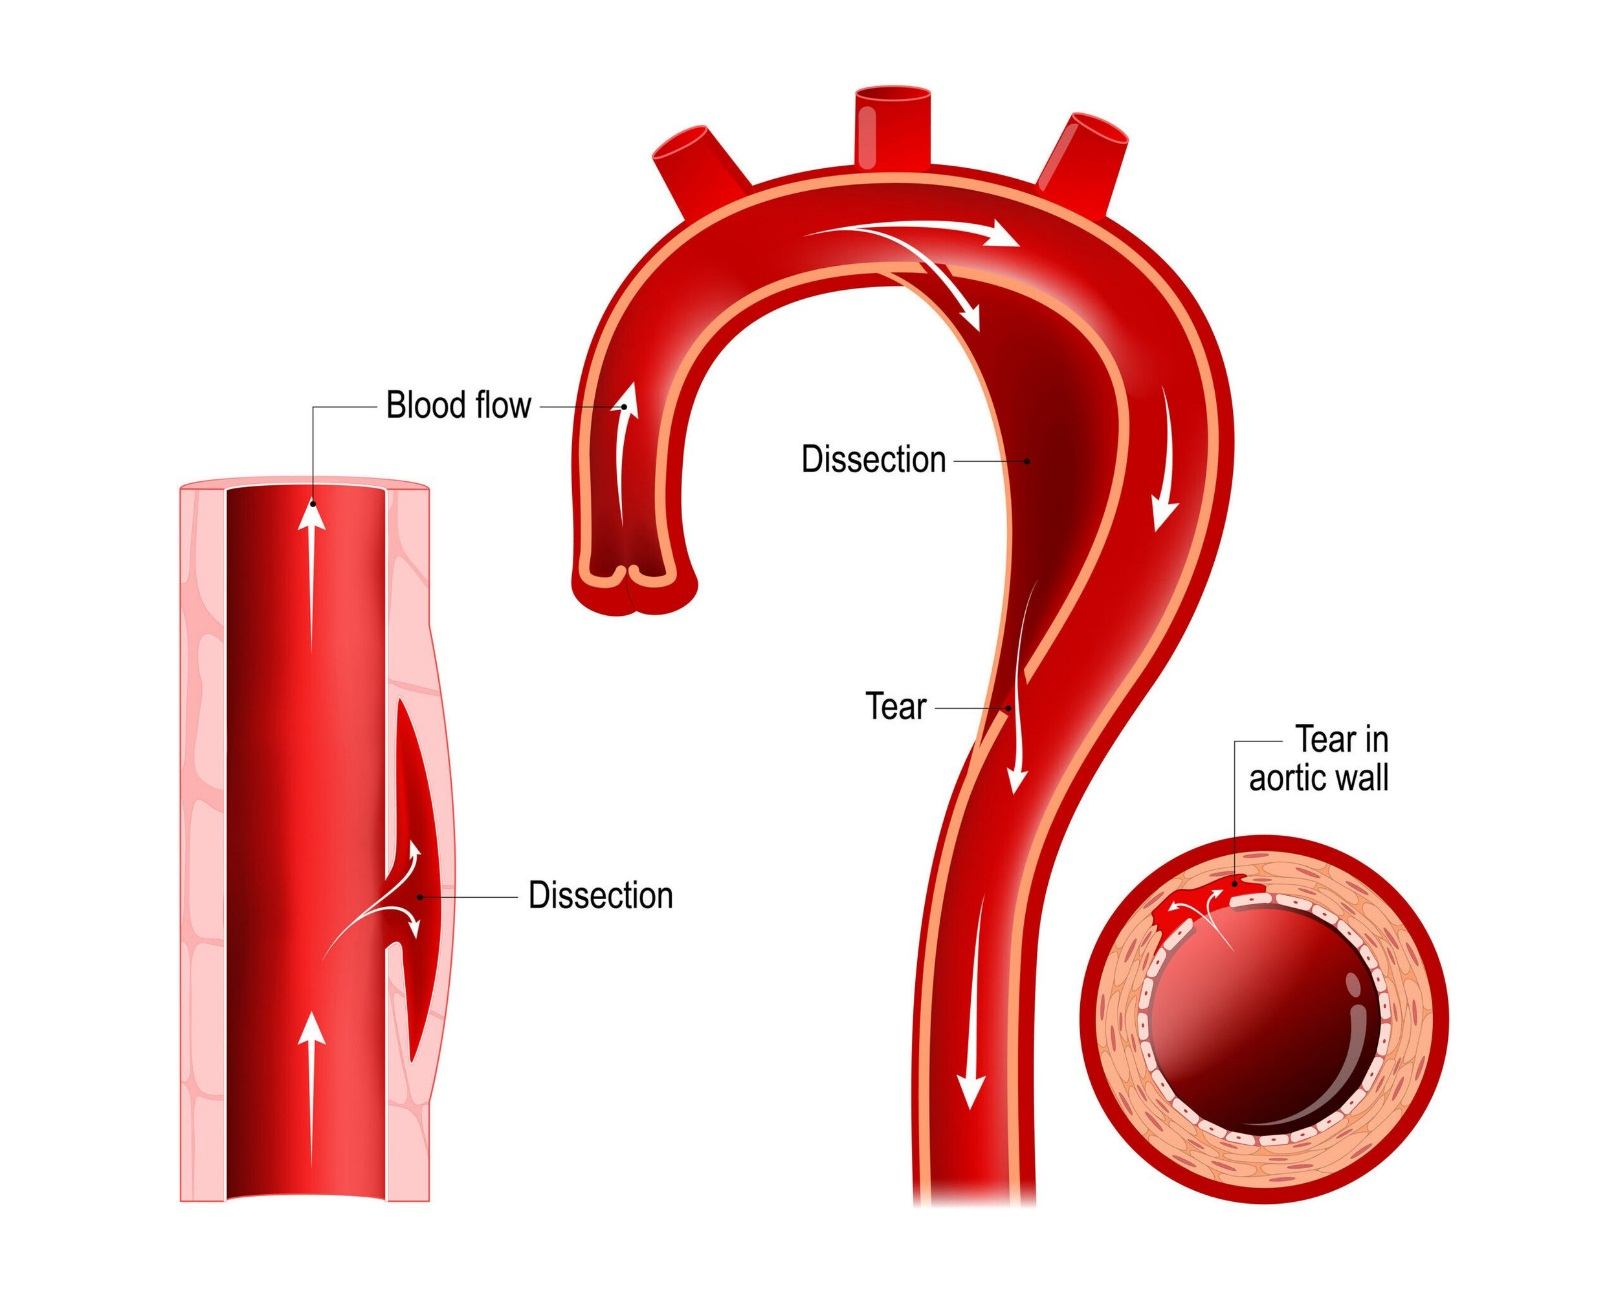 Blood flow
Dissection
Dissection
Tear
Tear in
aortic wall